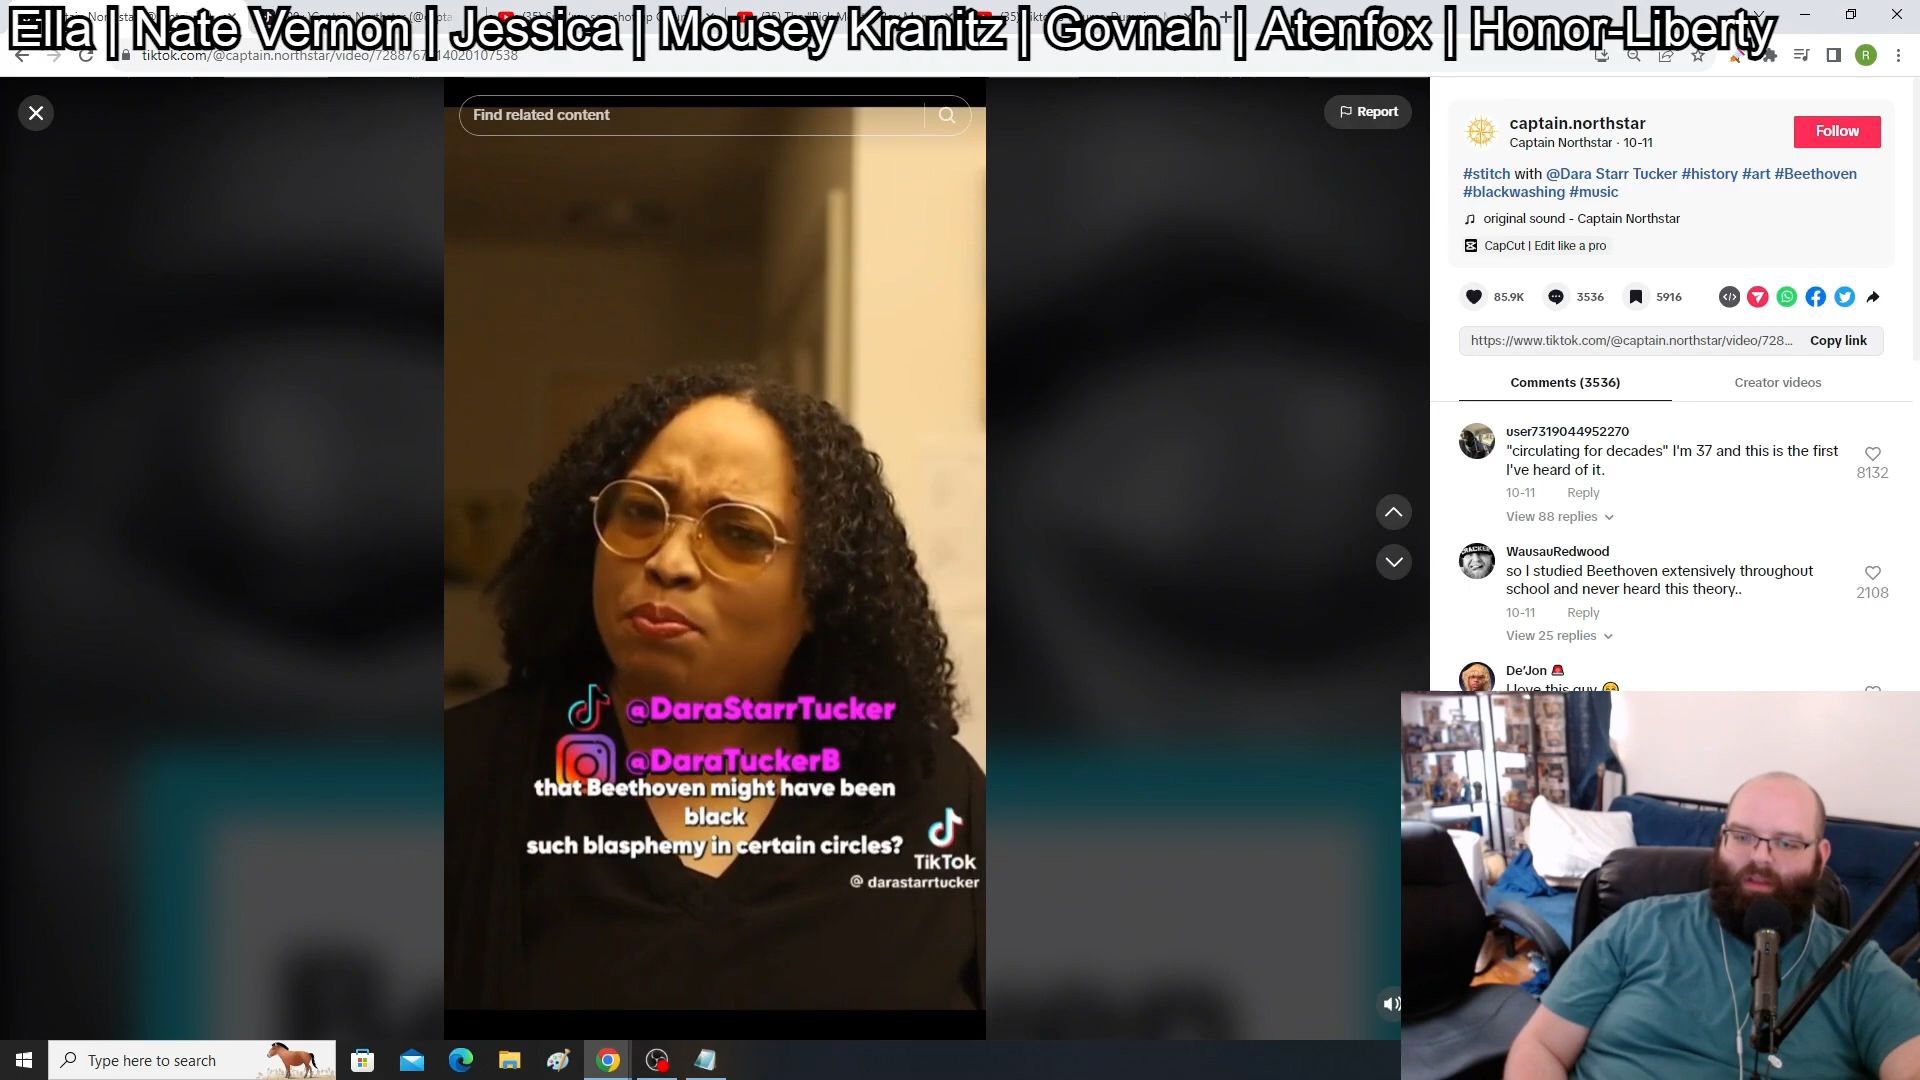 Ella | Nate Vernon | Jessica | Mousey Kranitz | Govnah | Atenfox | Honor-Liberty
tiktok.com/@captain.northstar/video/7288767
14020107538
Find related content
Report
captain.northstar
Captain Northstar · 10-11
Follow
#stitch with @Dara Starr Tucker #history #art #Beethoven
#blackwashing #music
original sound - Captain Northstar
CapCut | Edit like a pro
85.9K
3536
5916
https://www.tiktok.com/@captain.northstar/video/728...
Copy link
Comments (3536)
Creator videos
user7319044952270
"circulating for decades" I'm 37 and this is the first
I've heard of it.
8132
10-11 Reply
View 88 replies
WausauRedwood
so I studied Beethoven extensively throughout
school and never heard this theory..
2108
10-11 Reply
View 25 replies
De'Jon
I love this guy
@DaraStarrTucker
@DaraTuckerB
that Beethoven might have been
black
such blasphemy in certain circles?
TikTok
@ darastarrtucker
R
Type here to search